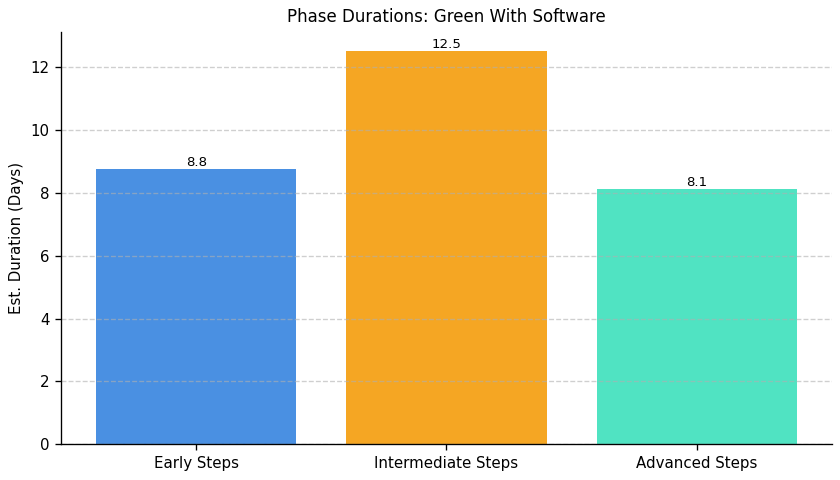 Phase Durations: Green With Software
Est. Duration (Days)
12
10
8
6
4
2
0
8.8
12.5
8.1
Early Steps
Intermediate Steps
Advanced Steps